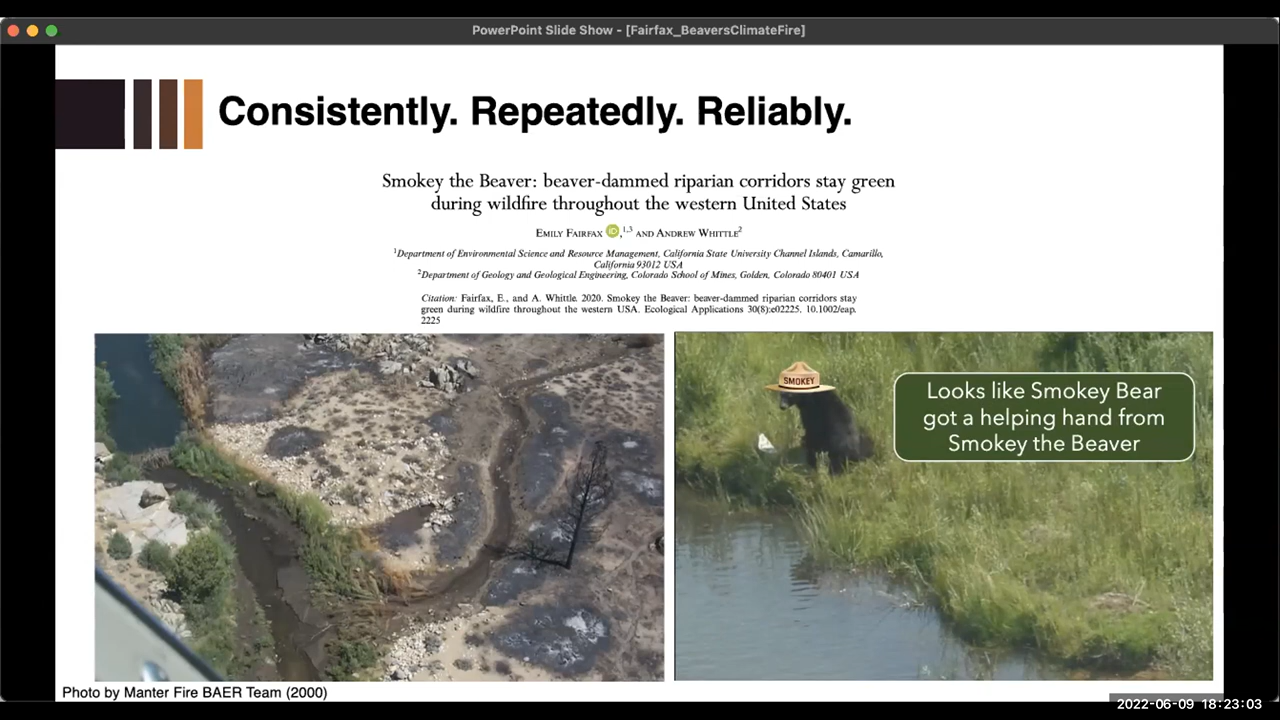 PowerPoint Slide Show - [Fairfax_BeaversClimateFire]
Consistently. Repeatedly. Reliably.
Smokey the Beaver: beaver-dammed riparian corridors stay green
during wildfire throughout the western United States
Emily Fairfax iD,1,3 and Andrew Whittle2
1Department of Environmental Science and Resource Management, California State University Channel Islands, Camarillo,
California 93012 USA
2Department of Geology and Geological Engineering, Colorado School of Mines, Golden, Colorado 80401 USA
Citation: Fairfax, E., and A. Whittle. 2020. Smokey the Beaver: beaver-dammed riparian corridors stay
green during wildfire throughout the western USA. Ecological Applications 30(8):e02225. 10.1002/eap.
2225
SMOKEY
Looks like Smokey Bear
got a helping hand from
Smokey the Beaver
Photo by Manter Fire BAER Team (2000)
2022-06-09 18:23:03